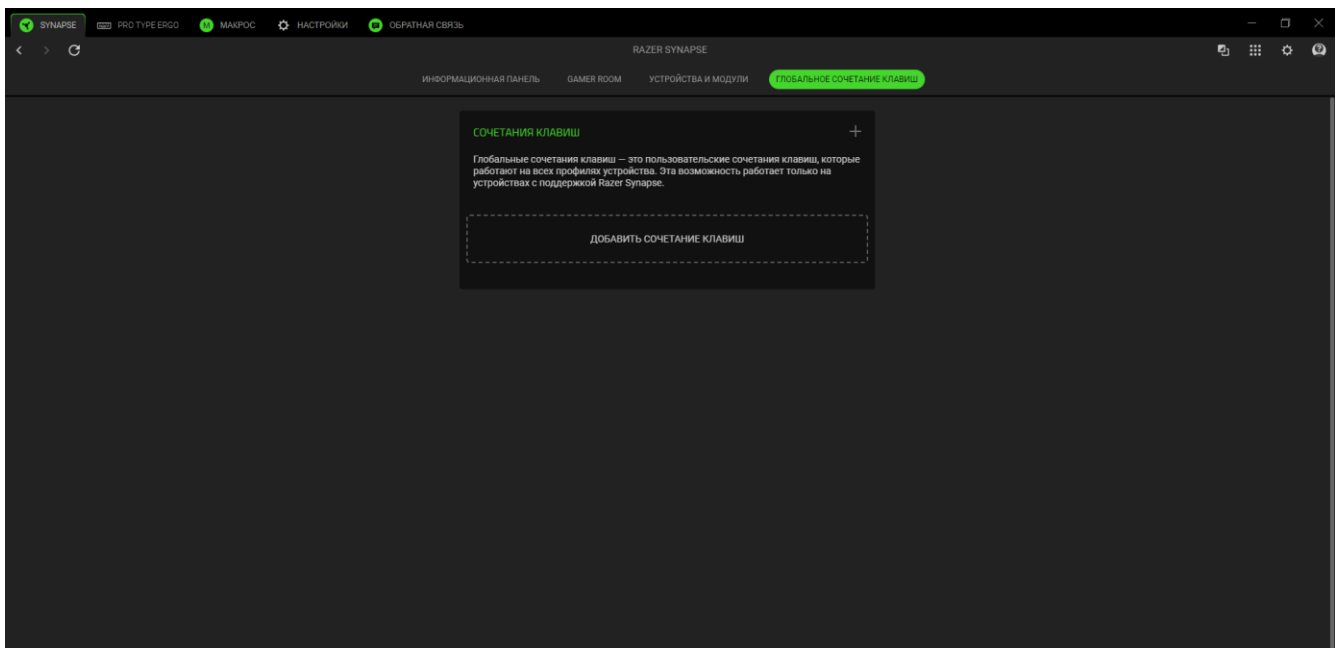 SYNAPSE PRO TYPE ERGO МАКРОС НАСТРОЙКИ ОБРАТНАЯ СВЯЗЬ
RAZER SYNAPSE
ИНФОРМАЦИОННАЯ ПАНЕЛЬ GAMER ROOM УСТРОЙСТВА И МОДУЛИ ГЛОБАЛЬНОЕ СОЧЕТАНИЕ КЛАВИШ
СОЧЕТАНИЯ КЛАВИШ
Глобальные сочетания клавиш — это пользовательские сочетания клавиш, которые
работают на всех профилях устройства. Эта возможность работает только на
устройствах с поддержкой Razer Synapse.
ДОБАВИТЬ СОЧЕТАНИЕ КЛАВИШ